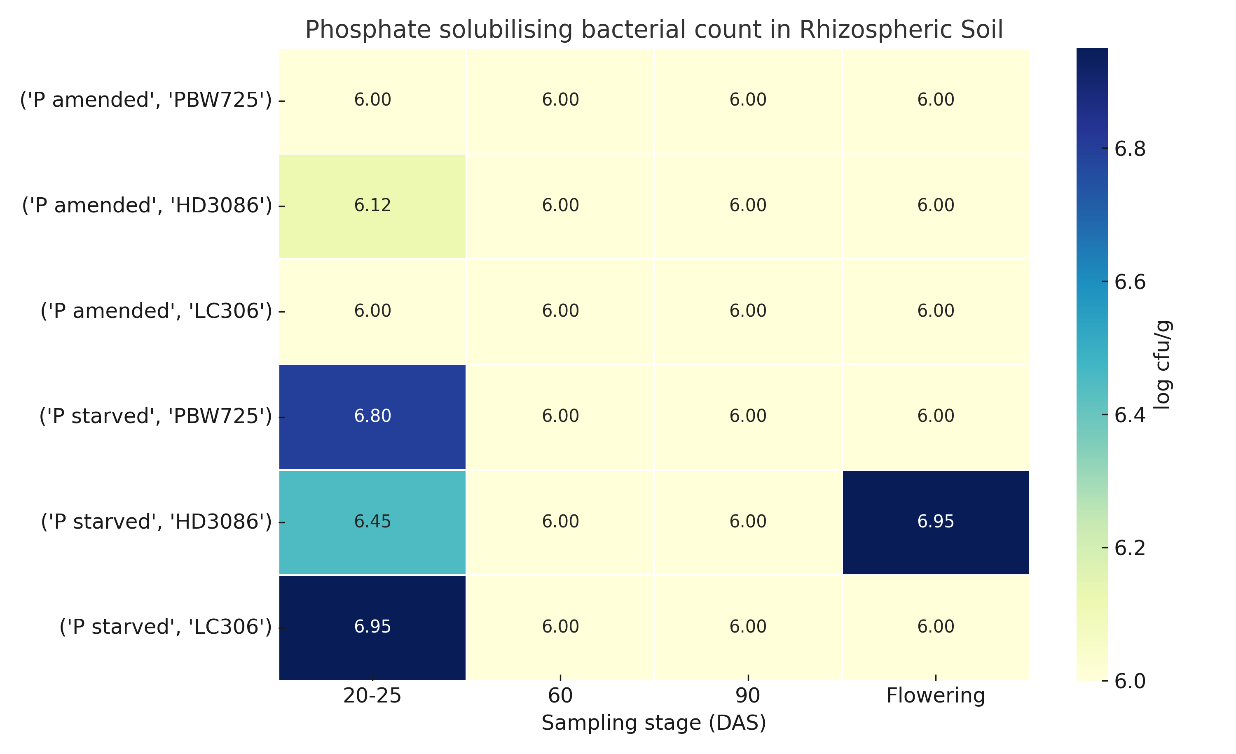 Phosphate solubilising bacterial count in Rhizospheric Soil
('P amended', 'PBW725') 6.00 6.00 6.00 6.00
('P amended', 'HD3086') 6.12 6.00 6.00 6.00
('P amended', 'LC306') 6.00 6.00 6.00 6.00
('P starved', 'PBW725') 6.80 6.00 6.00 6.00
('P starved', 'HD3086') 6.45 6.00 6.00 6.95
('P starved', 'LC306') 6.95 6.00 6.00 6.00
20-25 60 90 Flowering
Sampling stage (DAS)
6.8
6.6
6.4
6.2
6.0
log cfu/g